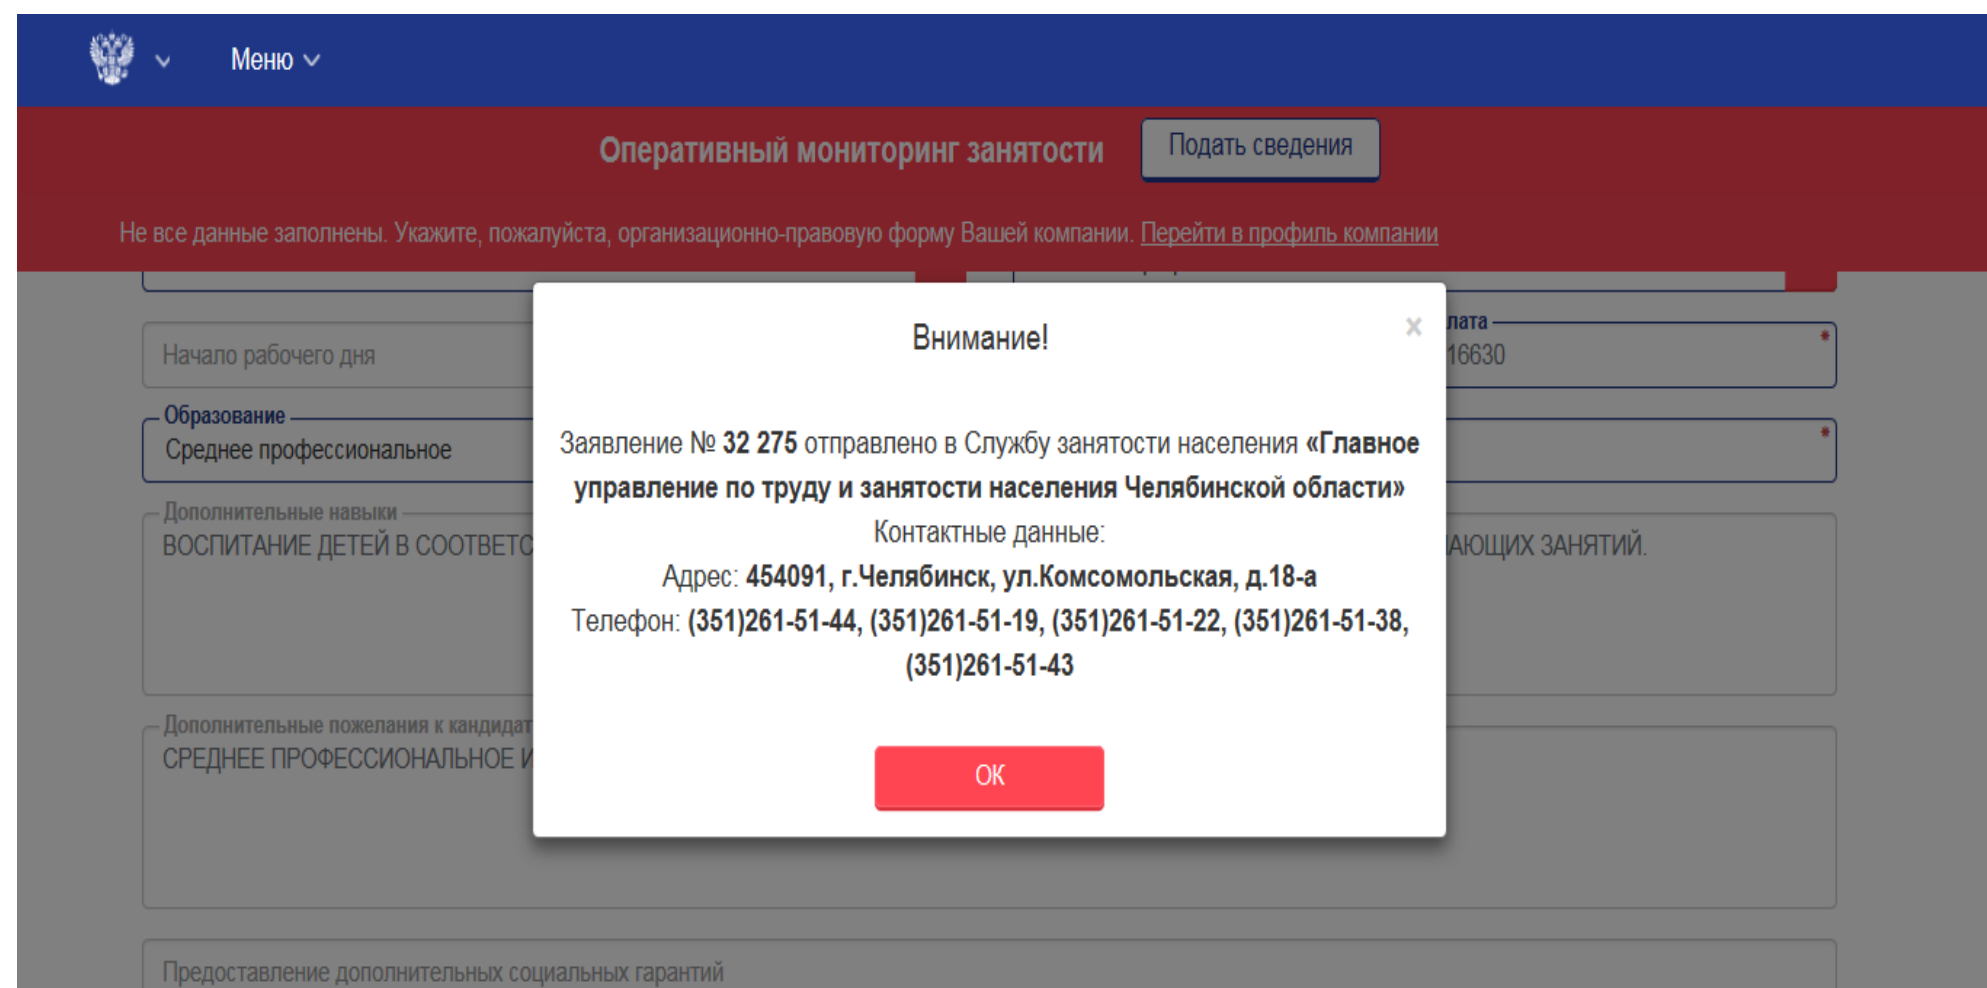 Меню
Оперативный мониторинг занятости
Подать сведения
Не все данные заполнены. Укажите, пожалуйста, организационно-правовую форму Вашей компании. Перейти в профиль компании
Внимание!
×
Начало рабочего дня
лата
16630
*
Образование
Среднее профессиональное
*
Заявление № 32 275 отправлено в Службу занятости населения «Главное
управление по труду и занятости населения Челябинской области»
Контактные данные:
Адрес: 454091, г.Челябинск, ул.Комсомольская, д.18-а
Телефон: (351)261-51-44, (351)261-51-19, (351)261-51-22, (351)261-51-38,
(351)261-51-43
ОК
Дополнительные навыки
ВОСПИТАНИЕ ДЕТЕЙ В СООТВЕТС
АЮЩИХ ЗАНЯТИЙ.
Дополнительные пожелания к кандидат
СРЕДНЕЕ ПРОФЕССИОНАЛЬНОЕ И
Предоставление дополнительных социальных гарантий